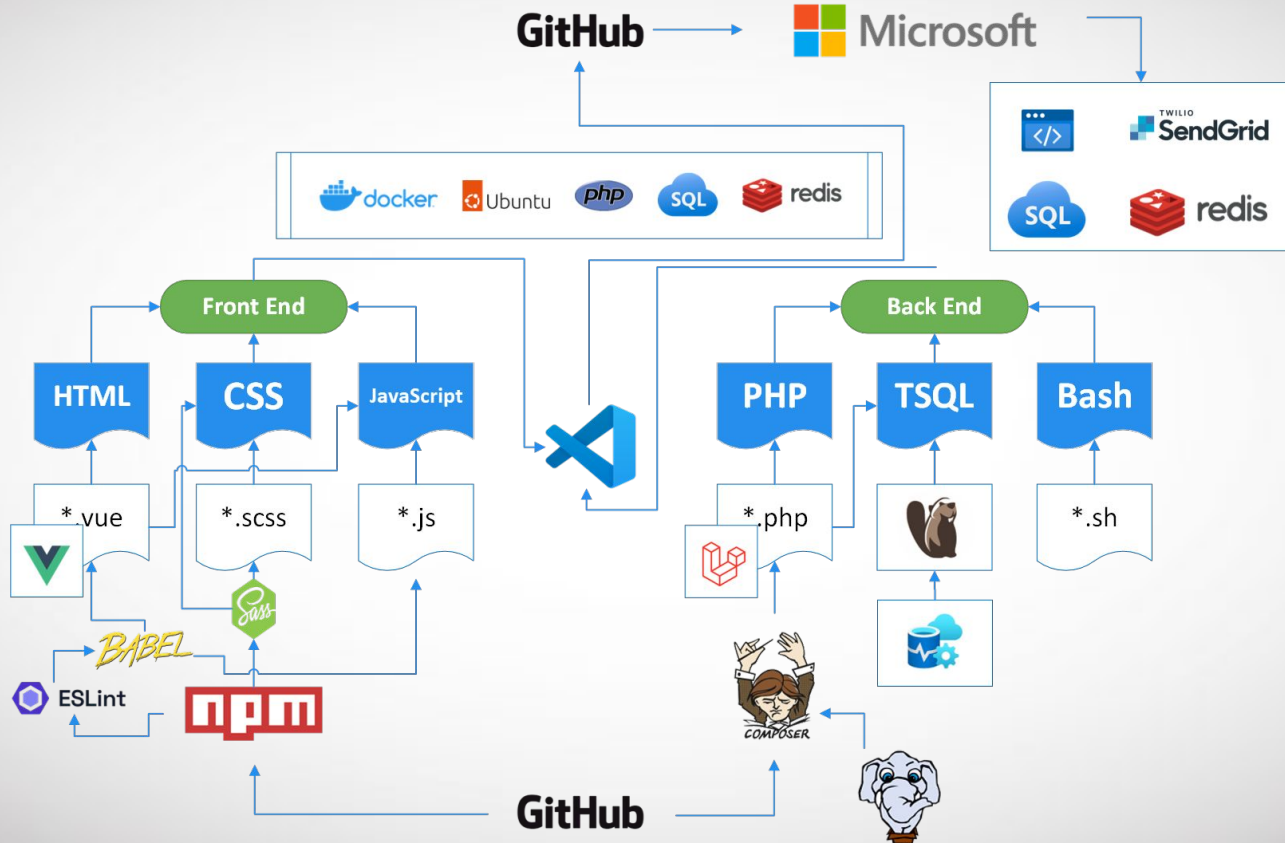 GitHub
Microsoft
</>
TWILIO
SendGrid
SQL
redis
docker
Ubuntu
php
SQL
redis
Front End
Back End
HTML
CSS
JavaScript
PHP
TSQL
Bash
*.vue
*.scss
*.js
*.php
*.sh
Sass
BABEL
ESLint
npm
COMPOSER
GitHub